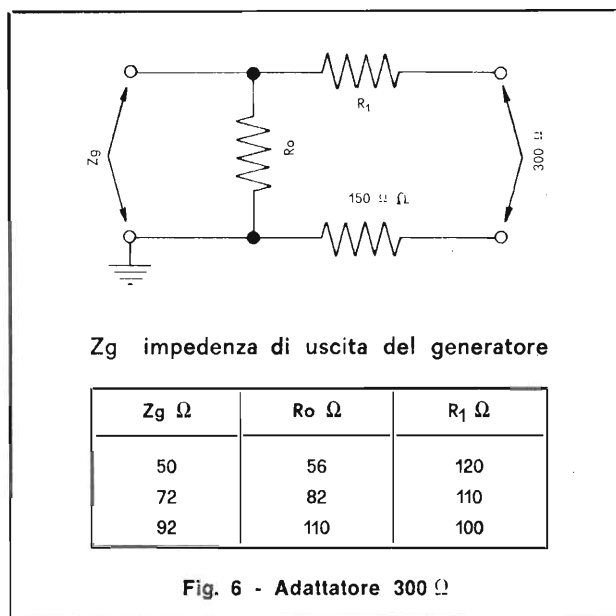 Zg
Ro
R1
150 Ω
300 Ω
Zg impedenza di uscita del generatore
Zg Ω Ro Ω R1 Ω
50 56 120
72 82 110
92 110 100
Fig. 6 - Adattatore 300 Ω